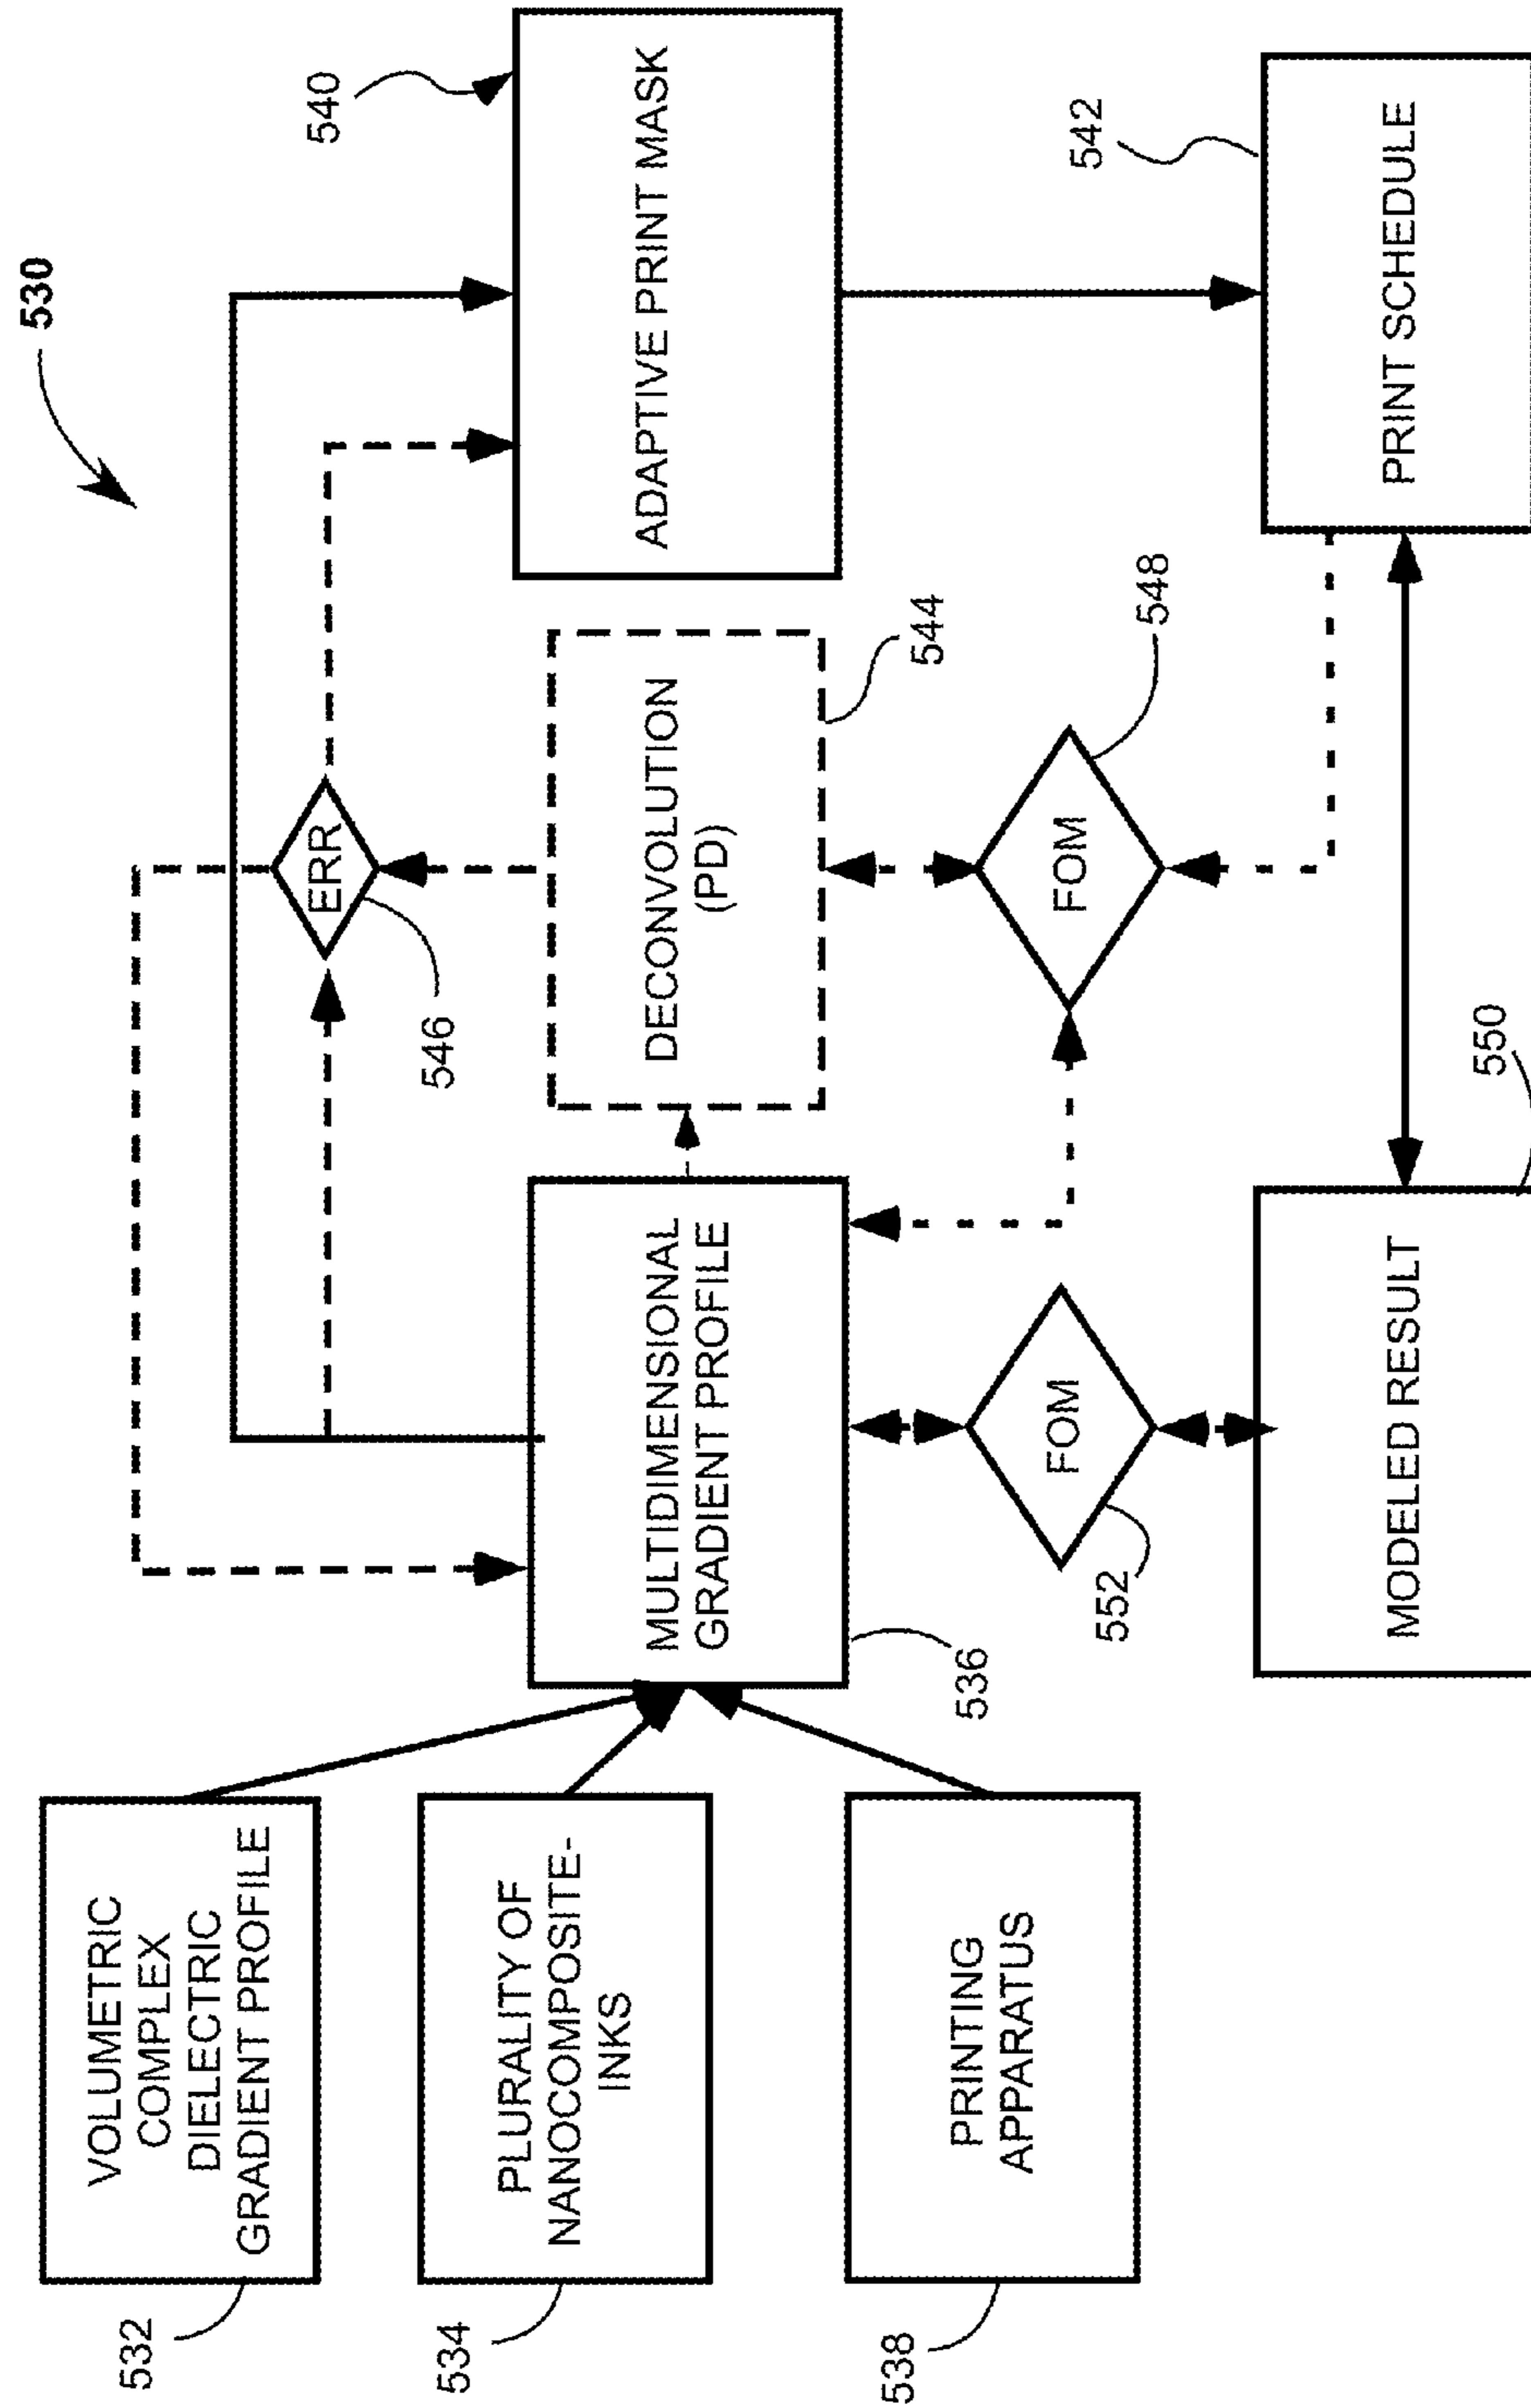 530
532
VOLUMETRIC
COMPLEX
DIELECTRIC
GRADIENT PROFILE
534
PLURALITY OF
NANOCOMPOSITE-
INKS
538
PRINTING
APPARATUS
MULTIDIMENSIONAL
GRADIENT PROFILE
536
ERR
546
DECONVOLUTION
(PD)
544
540
ADAPTIVE PRINT MASK
FOM
552
FOM
548
MODELED RESULT
550
542
PRINT SCHEDULE